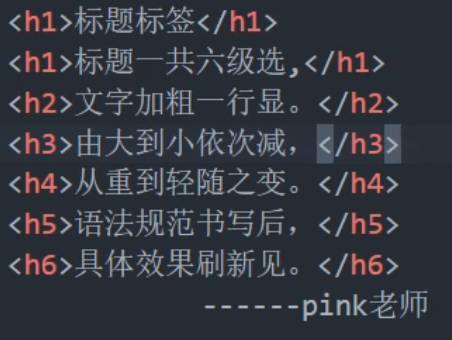 <h1>标题标签</h1>
<h1>标题一共六级选,</h1>
<h2>文字加粗一行显。</h2>
<h3>由大到小依次减，</h3>
<h4>从重到轻随之变。</h4>
<h5>语法规范书写后，</h5>
<h6>具体效果刷新见。</h6>
------pink老师